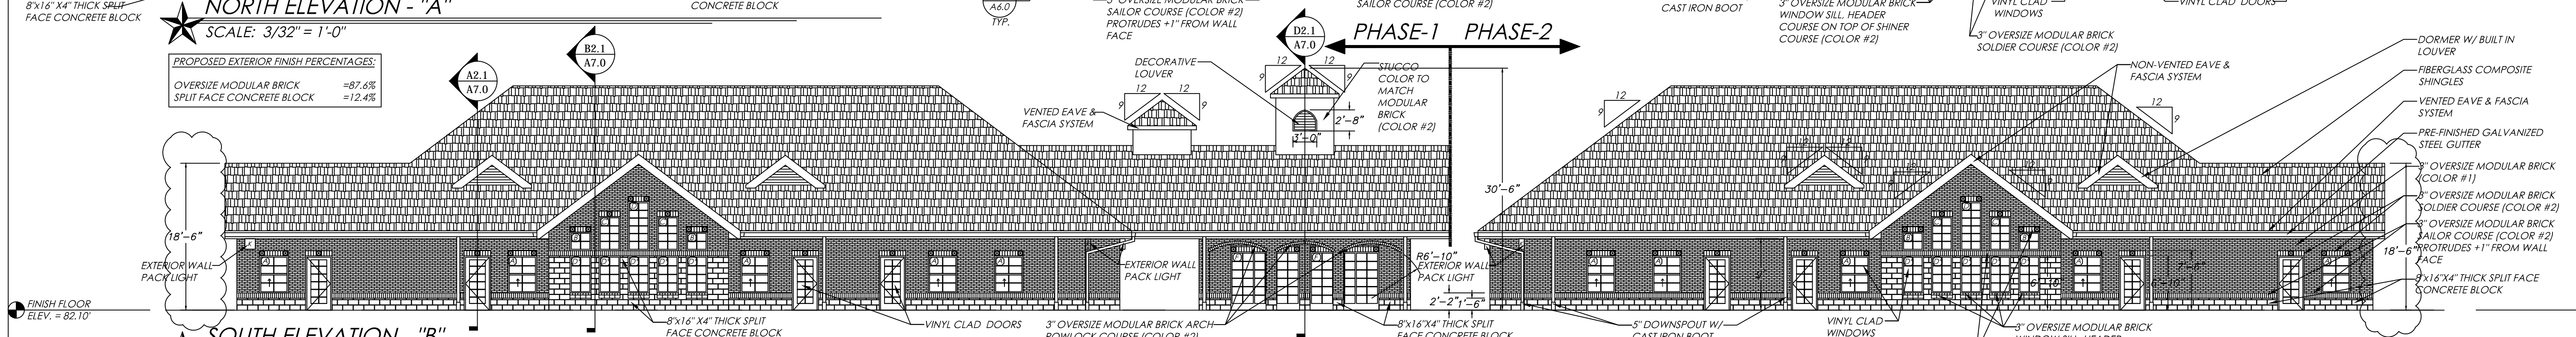 8"x16" X4" THICK SPLIT
FACE CONCRETE BLOCK
NORTH ELEVATION - "A"
SCALE: 3/32" = 1'-0"
CONCRETE BLOCK
A6.0
TYP.
3" OVERSIZE MODULAR BRICK
SAILOR COURSE (COLOR #2)
PROTRUDES +1" FROM WALL
FACE
SAILOR COURSE (COLOR #2)
CAST IRON BOOT
3" OVERSIZE MODULAR BRICK
WINDOW SILL, HEADER
COURSE ON TOP OF SHINER
COURSE (COLOR #2)
VINYL CLAD
WINDOWS
3" OVERSIZE MODULAR BRICK
SOLDIER COURSE (COLOR #2)
VINYL CLAD DOORS
PROPOSED EXTERIOR FINISH PERCENTAGES:
OVERSIZE MODULAR BRICK =87.6%
SPLIT FACE CONCRETE BLOCK =12.4%
A2.1
A7.0
B2.1
A7.0
D2.1
A7.0
PHASE-1 PHASE-2
DECORATIVE
LOUVER
VENTED EAVE &
FASCIA SYSTEM
12
12
9
9
12
12
9
9
STUCCO
COLOR TO
MATCH
MODULAR
BRICK
(COLOR #2)
2'-8"
3'-0"
30'-6"
12
9
12
9
NON-VENTED EAVE &
FASCIA SYSTEM
DORMER W/ BUILT IN
LOUVER
FIBERGLASS COMPOSITE
SHINGLES
VENTED EAVE & FASCIA
SYSTEM
PRE-FINISHED GALVANIZED
STEEL GUTTER
3" OVERSIZE MODULAR BRICK
(COLOR #1)
3" OVERSIZE MODULAR BRICK
SOLDIER COURSE (COLOR #2)
3" OVERSIZE MODULAR BRICK
SAILOR COURSE (COLOR #2)
PROTRUDES +1" FROM WALL
FACE
8"x16"X4" THICK SPLIT FACE
CONCRETE BLOCK
18'-6"
18'-6"
EXTERIOR WALL
PACK LIGHT
EXTERIOR WALL
PACK LIGHT
R6'-10"
EXTERIOR WALL
PACK LIGHT
2'-2"
1'-6"
FINISH FLOOR
ELEV. = 82.10'
SOUTH ELEVATION "B"
8"x16" X4" THICK SPLIT
FACE CONCRETE BLOCK
VINYL CLAD DOORS
3" OVERSIZE MODULAR BRICK ARCH
ROWLOCK COURSE (COLOR #2)
8"x16"X4" THICK SPLIT
FACE CONCRETE BLOCK
5" DOWNSPOUT W/
CAST IRON BOOT
VINYL CLAD
WINDOWS
3" OVERSIZE MODULAR BRICK
WINDOW SILL, HEADER